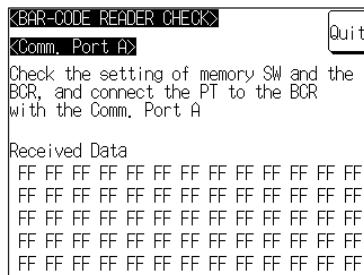 <BAR-CODE READER CHECK>
Quit
<Comm. Port A>
Check the setting of memory SW and the
BCR, and connect the PT to the BCR
with the Comm. Port A
Received Data
FF FF FF FF FF FF FF FF FF FF FF FF FF
FF FF FF FF FF FF FF FF FF FF FF FF FF
FF FF FF FF FF FF FF FF FF FF FF FF FF
FF FF FF FF FF FF FF FF FF FF FF FF FF
FF FF FF FF FF FF FF FF FF FF FF FF FF